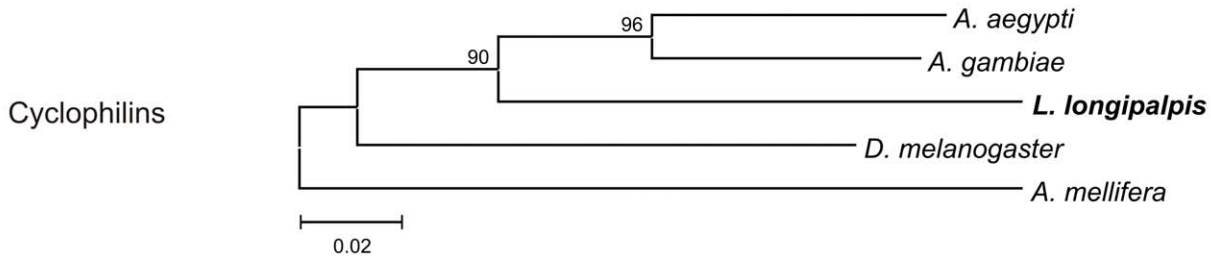 A. aegypti
96
A. gambiae
90
L. longipalpis
Cyclophilins
D. melanogaster
A. mellifera
0.02